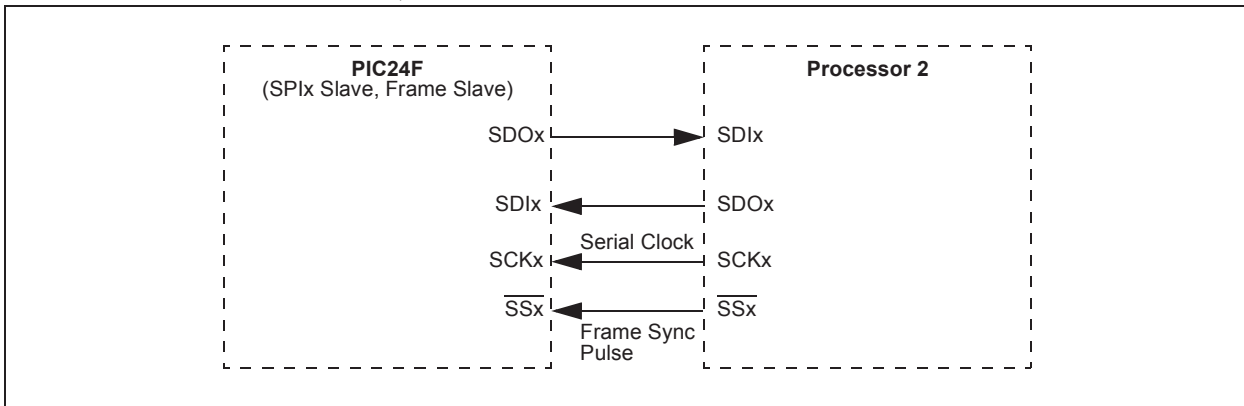 PIC24F
(SPIx Slave, Frame Slave)
Processor 2
SDOx
SDIx
SDIx
SDOx
Serial Clock
SCKx
SCKx
SSx
SSx
Frame Sync
Pulse